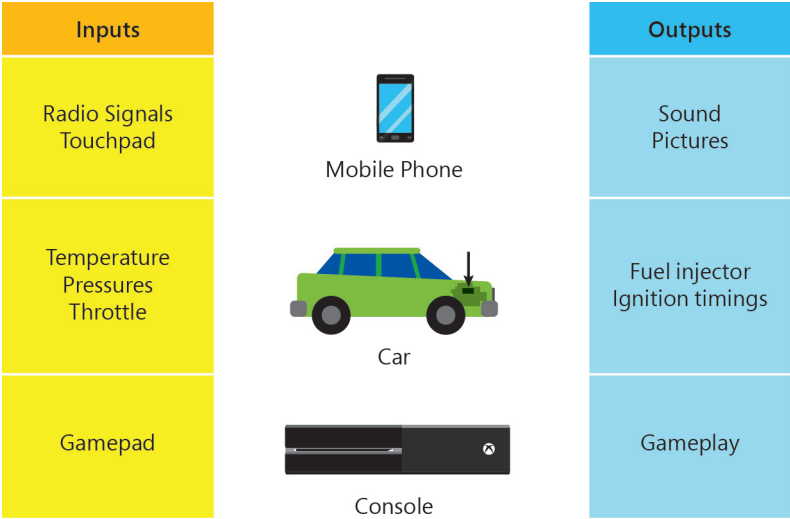 Inputs
Outputs
Radio Signals
Touchpad
Mobile Phone
Sound
Pictures
Temperature
Pressures
Throttle
Car
Fuel injector
Ignition timings
Gamepad
Console
Gameplay